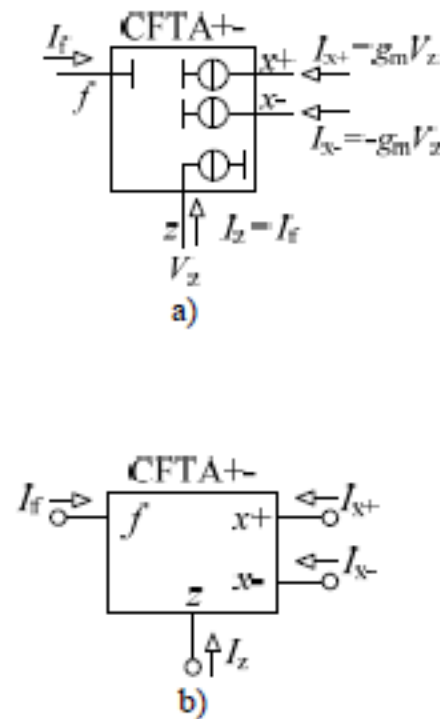 CFTA+-
If
f
x+ Ix+=gmVz
x-
Ix-=-gmVz
z Iz=If
Vz
a)
CFTA+-
If f x+ Ix+
x- Ix-
z
Iz
b)